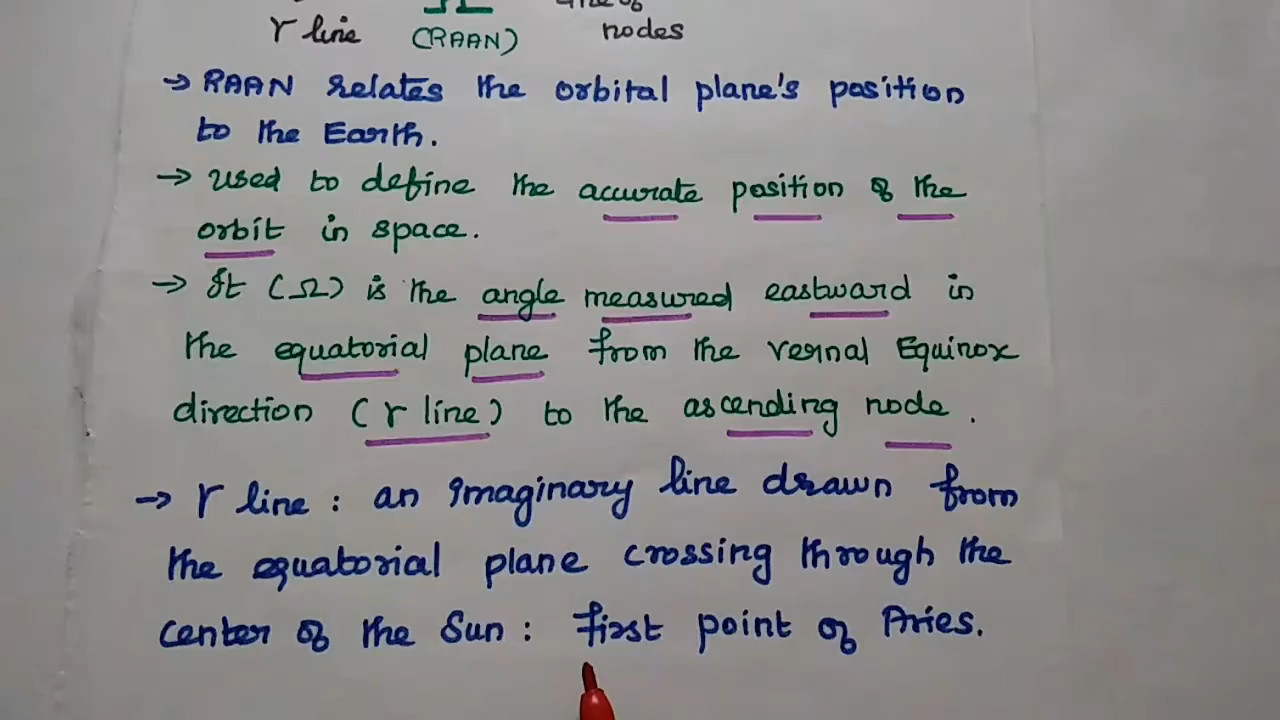 Ω line of
γ line (RAAN) nodes
→ RAAN relates the orbital plane's position
to the Earth.
→ used to define the accurate position of the
orbit in space.
→ It (Ω) is the angle measured eastward in
the equatorial plane from the vernal Equinox
direction (γ line) to the ascending node.
→ γ line: an imaginary line drawn from
the equatorial plane crossing through the
center of the Sun: first point of Aries.